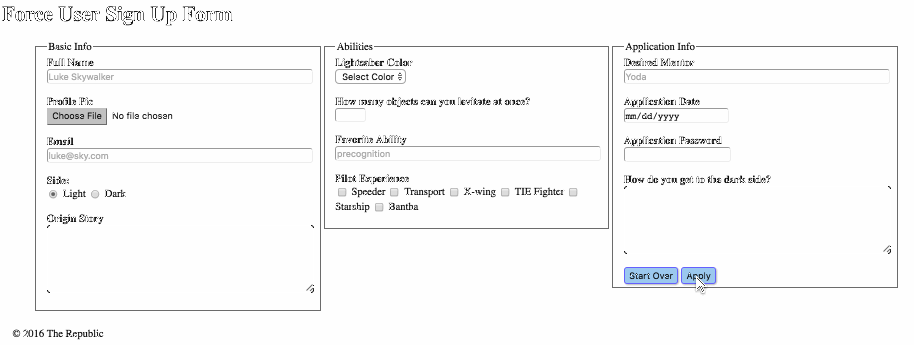 Force User Sign Up Form
Basic Info
Full Name
Luke Skywalker
Profile Pic
Choose File No file chosen
Email
luke@sky.com
Side:
Light Dark
Origin Story
Abilities
Lightsaber Color
Select Color
How many objects can you levitate at once?
Favorite Ability
precognition
Pilot Experience
Speeder Transport X-wing TIE Fighter
Starship Bantha
Application Info
Desired Mentor
Yoda
Application Date
mm/dd/yyyy
Application Password
How do you get to the dark side?
Start Over Apply
© 2016 The Republic